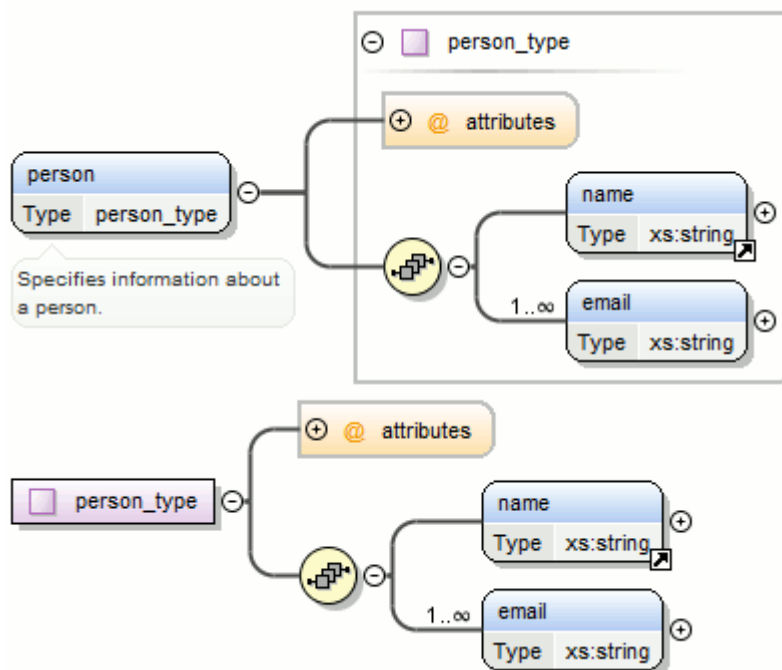 person_type
@ attributes
person
Type person_type
Specifies information about
a person.
name
Type xs:string
1..∞
email
Type xs:string
@ attributes
person_type
name
Type xs:string
1..∞
email
Type xs:string